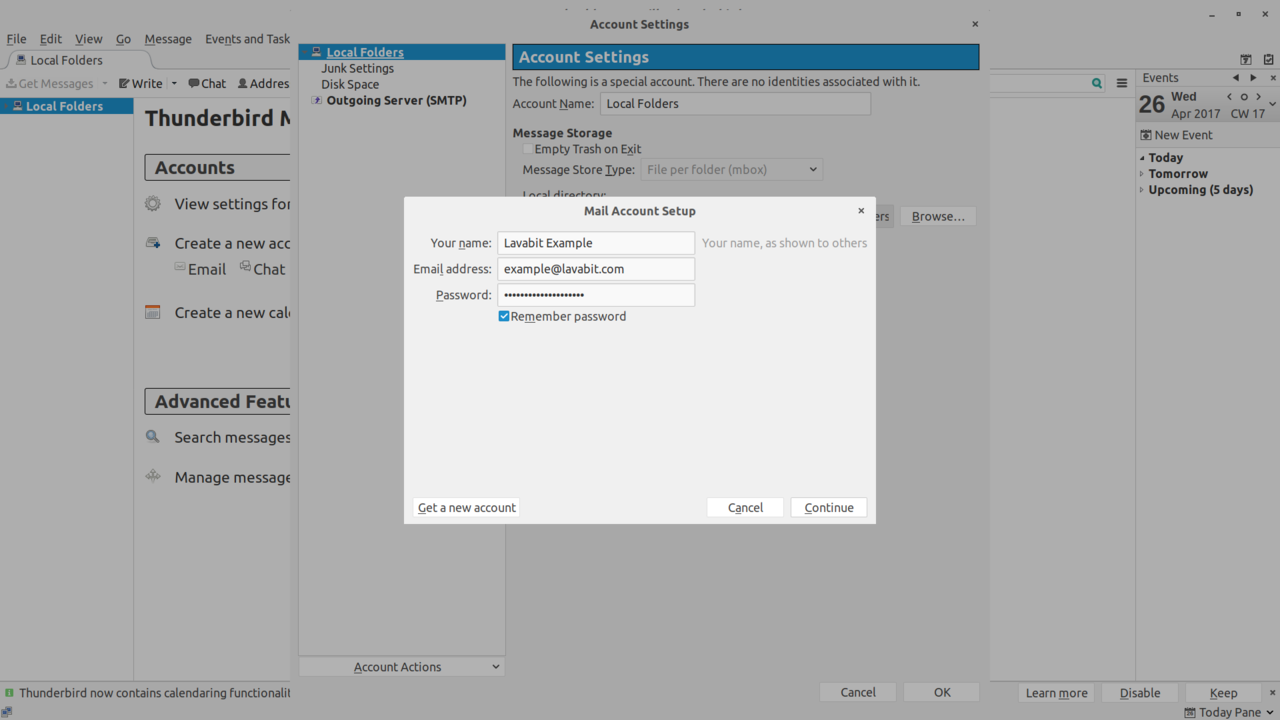 Account Settings
File Edit View Go Message Events and Task
Local Folders
Get Messages Write Chat Addres
Local Folders
Thunderbird M
Accounts
View settings for
Create a new acc
Email Chat
Create a new cal
Advanced Featu
Search messages
Manage message
Local Folders
Junk Settings
Disk Space
Outgoing Server (SMTP)
Account Actions
Account Settings
The following is a special account. There are no identities associated with it.
Account Name: Local Folders
Message Storage
Empty Trash on Exit
Message Store Type: File per folder (mbox)
Local directory:
ers Browse...
Mail Account Setup
Your name: Lavabit Example Your name, as shown to others
Email address: example@lavabit.com
Password: ••••••••••••••••••••
Remember password
Get a new account Cancel Continue
Cancel OK
Events
26 Wed
Apr 2017 CW 17
New Event
Today
Tomorrow
Upcoming (5 days)
Thunderbird now contains calendaring functionalit
Learn more Disable Keep
Today Pane